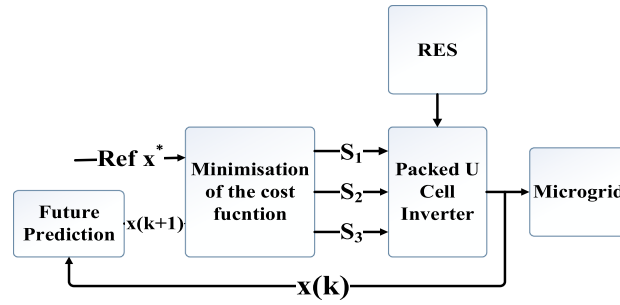 RES
Ref x*
Minimisation
of the cost
fucntion
S1
S2
S3
Packed U
Cell
Inverter
Microgrid
Future
Prediction
x(k+1)
x(k)